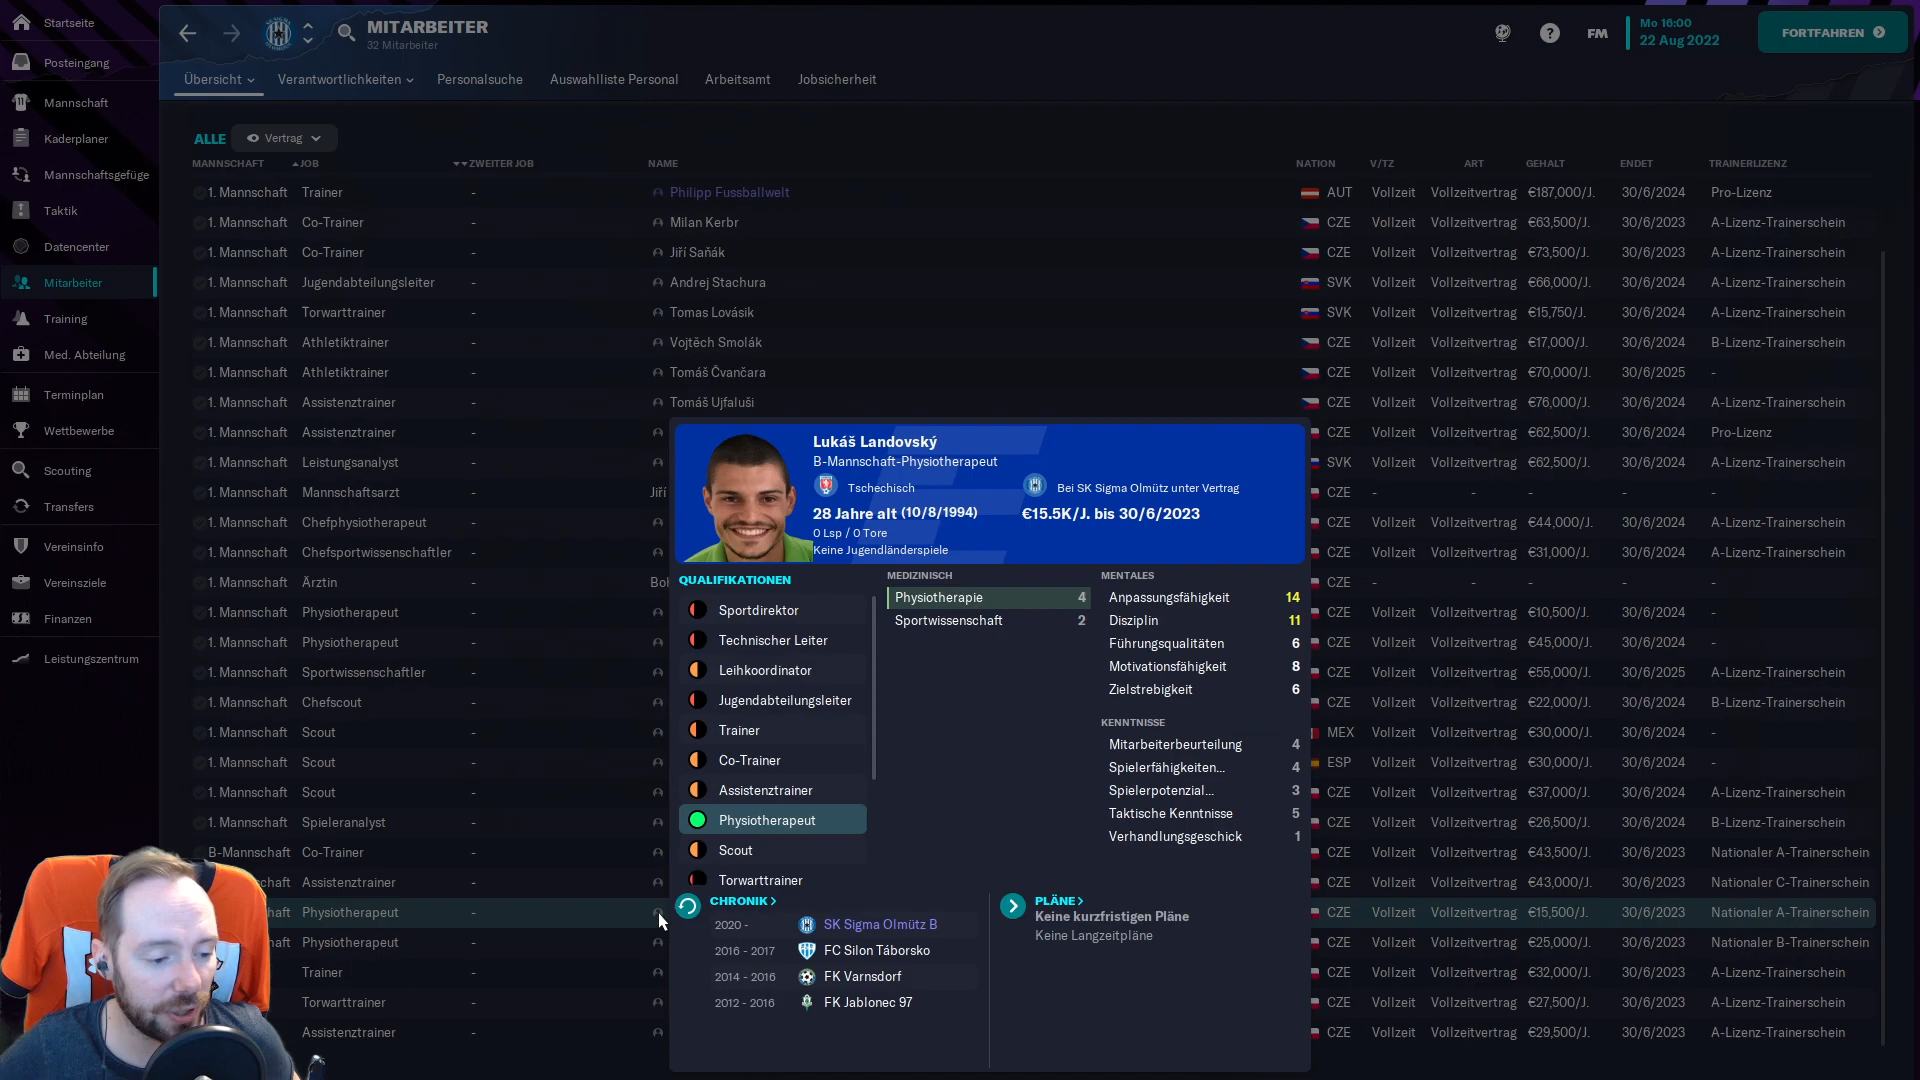 Startseite
Posteingang
Mannschaft
Kaderplaner
Mannschaftsgefüge
Taktik
Datencenter
Mitarbeiter
Training
Med. Abteilung
Terminplan
Wettbewerbe
Scouting
Transfers
Vereinsinfo
Vereinsziele
Finanzen
Leistungszentrum
MITARBEITER
32 Mitarbeiter
FM
Mo 16:00
22 Aug 2022
FORTFAHREN
Übersicht Verantwortlichkeiten Personalsuche Auswahlliste Personal Arbeitsamt Jobsicherheit
ALLE Vertrag
MANNSCHAFT JOB ZWEITER JOB NAME NATION V/TZ ART GEHALT ENDET TRAINERLIZENZ
1. Mannschaft Trainer - Philipp Fussballwelt AUT Vollzeit Vollzeitvertrag €187,000/J. 30/6/2024 Pro-Lizenz
1. Mannschaft Co-Trainer - Milan Kerbr CZE Vollzeit Vollzeitvertrag €63,500/J. 30/6/2023 A-Lizenz-Trainerschein
1. Mannschaft Co-Trainer - Jiří Saňák CZE Vollzeit Vollzeitvertrag €73,500/J. 30/6/2023 A-Lizenz-Trainerschein
1. Mannschaft Jugendabteilungsleiter - Andrej Stachura SVK Vollzeit Vollzeitvertrag €66,000/J. 30/6/2024 A-Lizenz-Trainerschein
1. Mannschaft Torwarttrainer - Tomas Lovásik SVK Vollzeit Vollzeitvertrag €15,750/J. 30/6/2024 A-Lizenz-Trainerschein
1. Mannschaft Athletiktrainer - Vojtěch Smolák CZE Vollzeit Vollzeitvertrag €17,000/J. 30/6/2024 B-Lizenz-Trainerschein
1. Mannschaft Athletiktrainer - Tomáš Čvančara CZE Vollzeit Vollzeitvertrag €70,000/J. 30/6/2025 -
1. Mannschaft Assistenztrainer - Tomáš Ujfaluši CZE Vollzeit Vollzeitvertrag €76,000/J. 30/6/2024 A-Lizenz-Trainerschein
1. Mannschaft Assistenztrainer - CZE Vollzeit Vollzeitvertrag €62,500/J. 30/6/2024 Pro-Lizenz
1. Mannschaft Leistungsanalyst - SVK Vollzeit Vollzeitvertrag €62,500/J. 30/6/2024 A-Lizenz-Trainerschein
1. Mannschaft Mannschaftsarzt - Jiří CZE - - - - -
1. Mannschaft Chefphysiotherapeut - CZE Vollzeit Vollzeitvertrag €44,000/J. 30/6/2024 A-Lizenz-Trainerschein
1. Mannschaft Chefsportwissenschaftler - CZE Vollzeit Vollzeitvertrag €31,000/J. 30/6/2024 A-Lizenz-Trainerschein
1. Mannschaft Ärztin - Bol CZE - - - - -
1. Mannschaft Physiotherapeut - CZE Vollzeit Vollzeitvertrag €10,500/J. 30/6/2024 -
1. Mannschaft Physiotherapeut - CZE Vollzeit Vollzeitvertrag €45,000/J. 30/6/2024 -
1. Mannschaft Sportwissenschaftler - CZE Vollzeit Vollzeitvertrag €55,000/J. 30/6/2025 A-Lizenz-Trainerschein
1. Mannschaft Chefscout - CZE Vollzeit Vollzeitvertrag €22,000/J. 30/6/2024 B-Lizenz-Trainerschein
1. Mannschaft Scout - MEX Vollzeit Vollzeitvertrag €30,000/J. 30/6/2024 -
1. Mannschaft Scout - ESP Vollzeit Vollzeitvertrag €30,000/J. 30/6/2024 -
1. Mannschaft Scout - CZE Vollzeit Vollzeitvertrag €37,000/J. 30/6/2024 A-Lizenz-Trainerschein
1. Mannschaft Spieleranalyst - CZE Vollzeit Vollzeitvertrag €26,500/J. 30/6/2024 B-Lizenz-Trainerschein
B-Mannschaft Co-Trainer - CZE Vollzeit Vollzeitvertrag €43,500/J. 30/6/2023 Nationaler A-Trainerschein
schaft Assistenztrainer - CZE Vollzeit Vollzeitvertrag €43,000/J. 30/6/2023 Nationaler C-Trainerschein
haft Physiotherapeut - CZE Vollzeit Vollzeitvertrag €15,500/J. 30/6/2023 Nationaler A-Trainerschein
haft Physiotherapeut - CZE Vollzeit Vollzeitvertrag €25,000/J. 30/6/2023 Nationaler B-Trainerschein
Trainer - CZE Vollzeit Vollzeitvertrag €32,000/J. 30/6/2023 A-Lizenz-Trainerschein
Torwarttrainer - CZE Vollzeit Vollzeitvertrag €27,500/J. 30/6/2023 A-Lizenz-Trainerschein
Assistenztrainer - CZE Vollzeit Vollzeitvertrag €29,500/J. 30/6/2023 A-Lizenz-Trainerschein
Lukáš Landovský
B-Mannschaft-Physiotherapeut
Tschechisch Bei SK Sigma Olmütz unter Vertrag
28 Jahre alt (10/8/1994) €15.5K/J. bis 30/6/2023
0 Lsp / 0 Tore
Keine Jugendländerspiele
QUALIFIKATIONEN
Sportdirektor
Technischer Leiter
Leihkoordinator
Jugendabteilungsleiter
Trainer
Co-Trainer
Assistenztrainer
Physiotherapeut
Scout
Torwarttrainer
MEDIZINISCH
Physiotherapie 4
Sportwissenschaft 2
MENTALES
Anpassungsfähigkeit 14
Disziplin 11
Führungsqualitäten 6
Motivationsfähigkeit 8
Zielstrebigkeit 6
KENNTNISSE
Mitarbeiterbeurteilung 4
Spielerfähigkeiten... 4
Spielerpotenzial... 3
Taktische Kenntnisse 5
Verhandlungsgeschick 1
CHRONIK
2020 - SK Sigma Olmütz B
2016 - 2017 FC Silon Táborsko
2014 - 2016 FK Varnsdorf
2012 - 2016 FK Jablonec 97
PLÄNE
Keine kurzfristigen Pläne
Keine Langzeitpläne